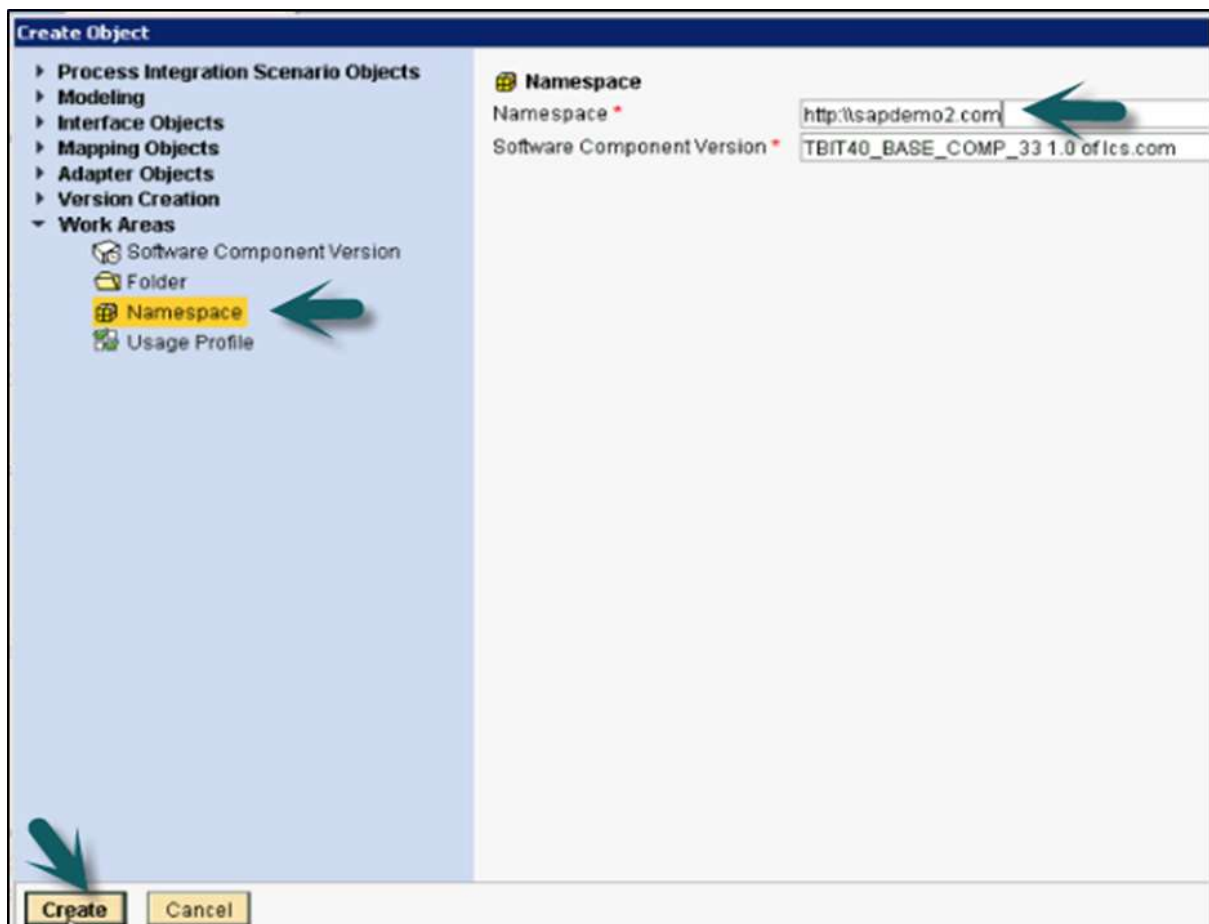 Create Object
Process Integration Scenario Objects
Modeling
Interface Objects
Mapping Objects
Adapter Objects
Version Creation
Work Areas
Software Component Version
Folder
Namespace
Usage Profile
Namespace
Namespace *
http:\\sapdemo2.com
Software Component Version *
TBIT40_BASE_COMP_33 1.0 of lcs.com
Create
Cancel